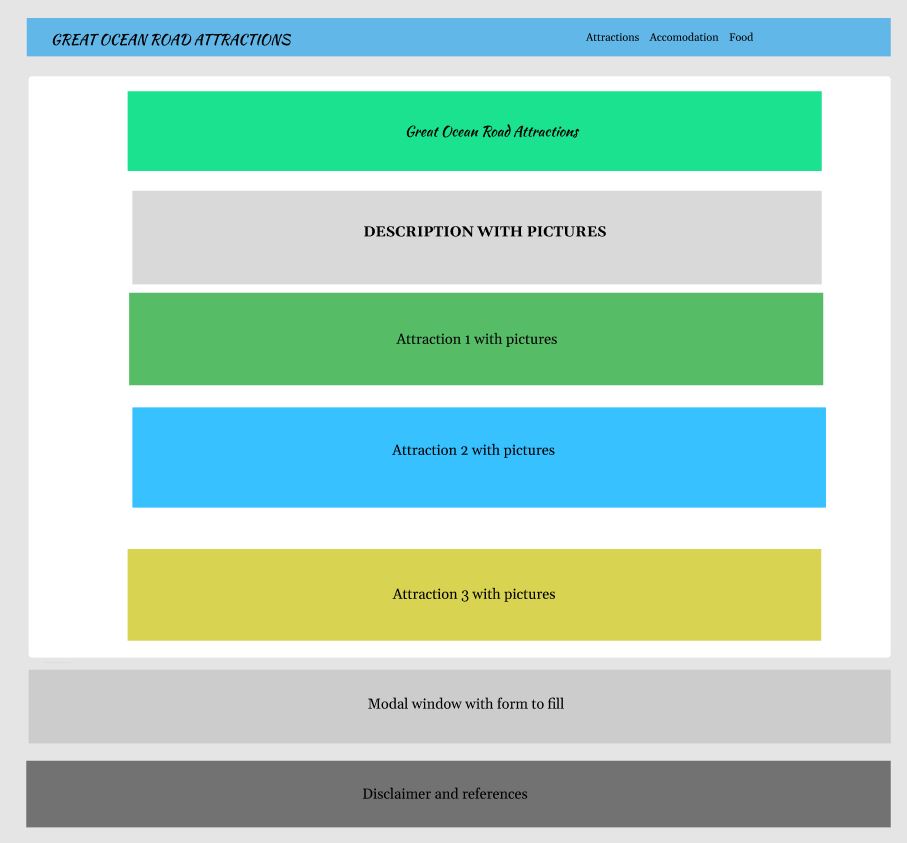 GREAT OCEAN ROAD ATTRACTIONS
Attractions Accomodation Food
Great Ocean Road Attractions
DESCRIPTION WITH PICTURES
Attraction 1 with pictures
Attraction 2 with pictures
Attraction 3 with pictures
Modal window with form to fill
Disclaimer and references